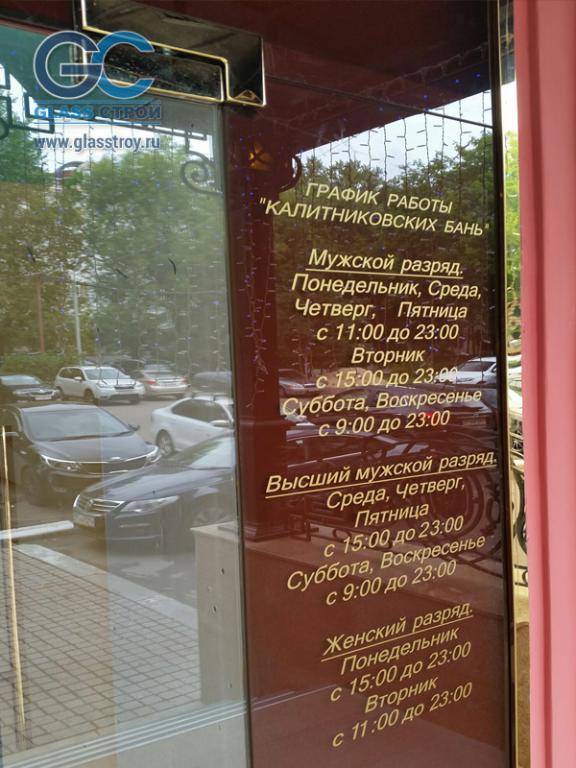 GC
GLASS СТРОЙ
www.glasstroy.ru
ГРАФИК РАБОТЫ
"КАЛИТНИКОВСКИХ БАНЬ"
Мужской разряд.
Понедельник, Среда,
Четверг, Пятница
с 11:00 до 23:00
Вторник
с 15:00 до 23:00
Суббота, Воскресенье
с 9:00 до 23:00
Высший мужской разряд.
Среда, Четверг,
Пятница
с 15:00 до 23:00
Суббота, Воскресенье
с 9:00 до 23:00
Женский разряд.
Понедельник
с 15:00 до 23:00
Вторник
с 11:00 до 23:00